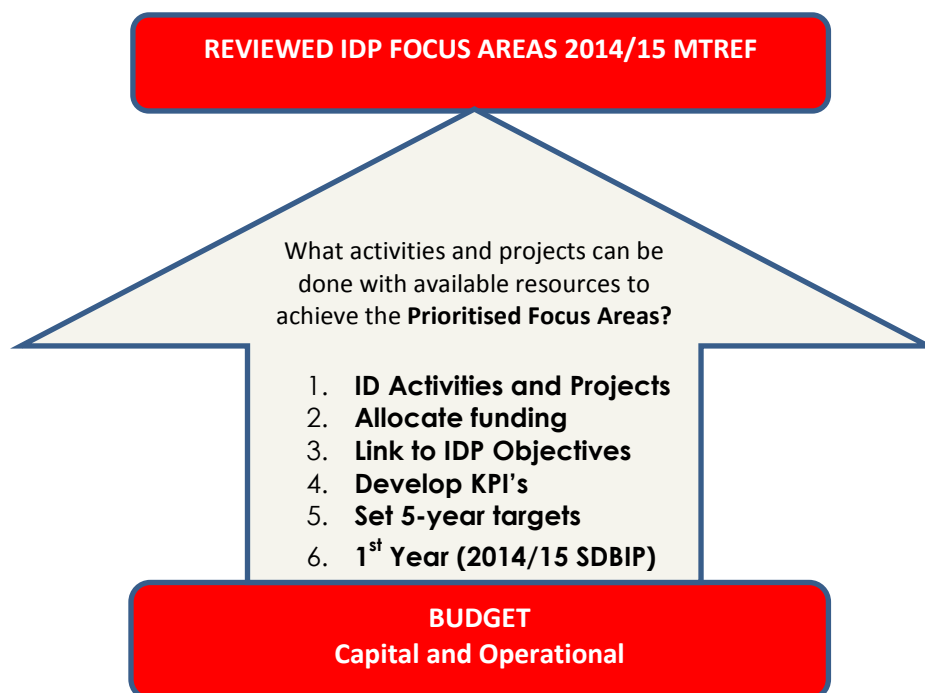 REVIEWED IDP FOCUS AREAS 2014/15 MTREF
What activities and projects can be
done with available resources to
achieve the Prioritised Focus Areas?
1. ID Activities and Projects
2. Allocate funding
3. Link to IDP Objectives
4. Develop KPI's
5. Set 5-year targets
6. 1st Year (2014/15 SDBIP)
BUDGET
Capital and Operational